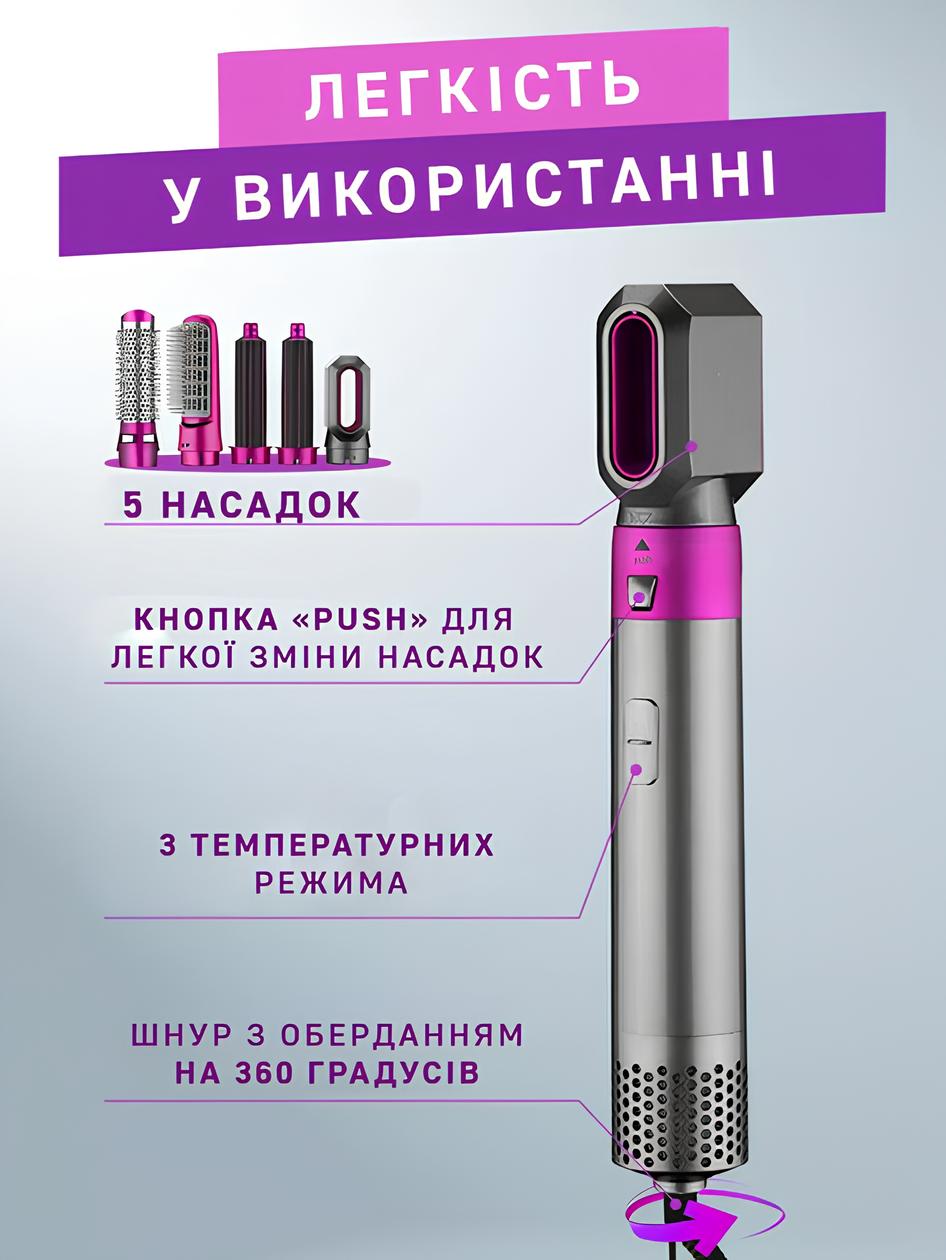 ЛЕГКІСТЬ
У ВИКОРИСТАННІ
5 НАСАДОК
КНОПКА «PUSH» ДЛЯ
ЛЕГКОЇ ЗМІНИ НАСАДОК
3 ТЕМПЕРАТУРНИХ
РЕЖИМА
ШНУР З ОБЕРДАННЯМ
НА 360 ГРАДУСІВ